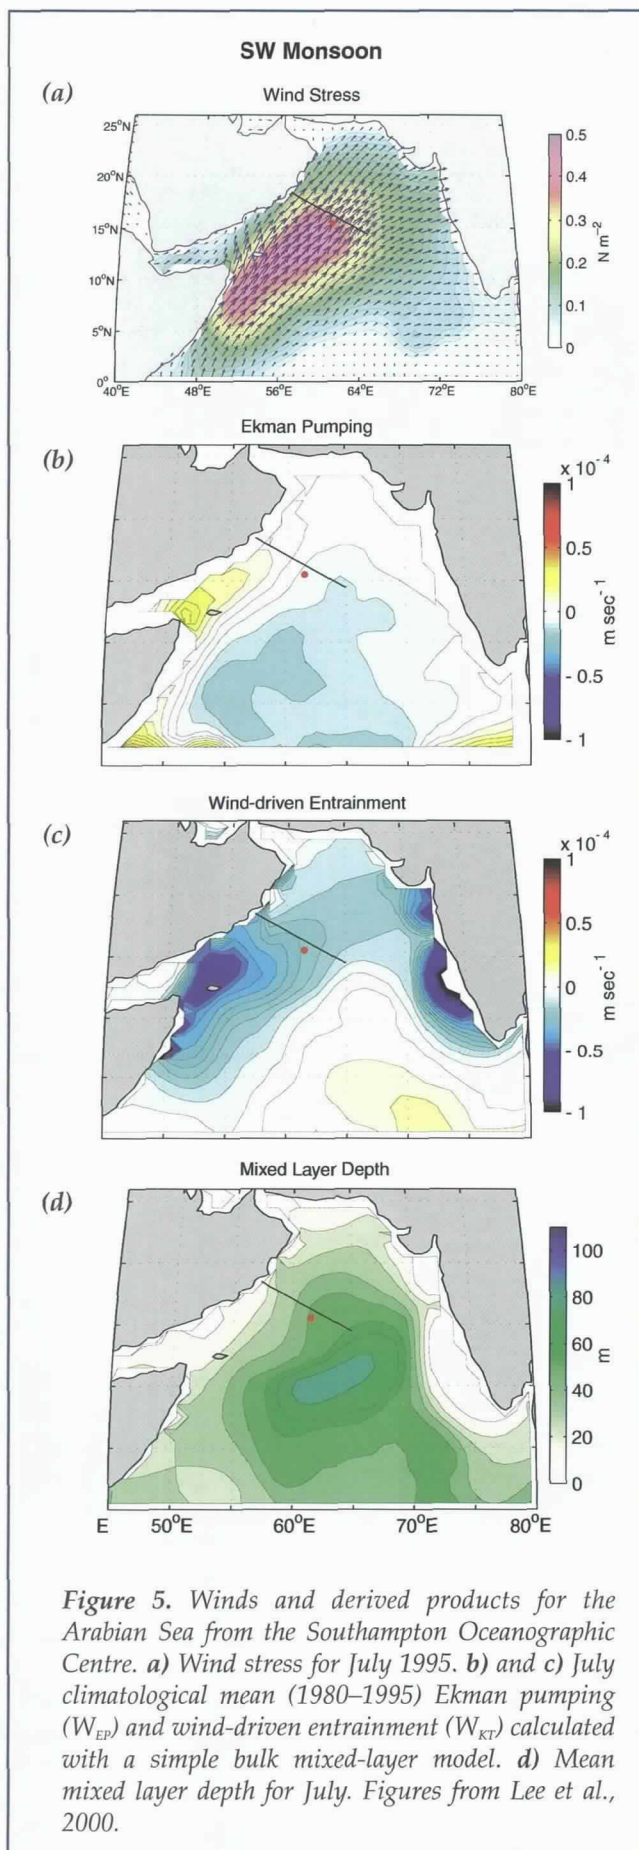 SW Monsoon
(a)
Wind Stress
25°N
20°N
15°N
10°N
5°N
0°
40°E 48°E 56°E 64°E 72°E 80°E
0.5
0.4
0.3
0.2
0.1
0
N m⁻²
Ekman Pumping
(b)
x 10⁻⁴
1
0.5
0
- 0.5
- 1
m sec⁻¹
Wind-driven Entrainment
(c)
x 10⁻⁴
1
0.5
0
- 0.5
- 1
m sec⁻¹
Mixed Layer Depth
(d)
100
80
60
40
20
0
m
E 50°E 60°E 70°E 80°E
Figure 5. Winds and derived products for the
Arabian Sea from the Southampton Oceanographic
Centre. a) Wind stress for July 1995. b) and c) July
climatological mean (1980–1995) Ekman pumping
(W_EP) and wind-driven entrainment (W_KT) calculated
with a simple bulk mixed-layer model. d) Mean
mixed layer depth for July. Figures from Lee et al.,
2000.